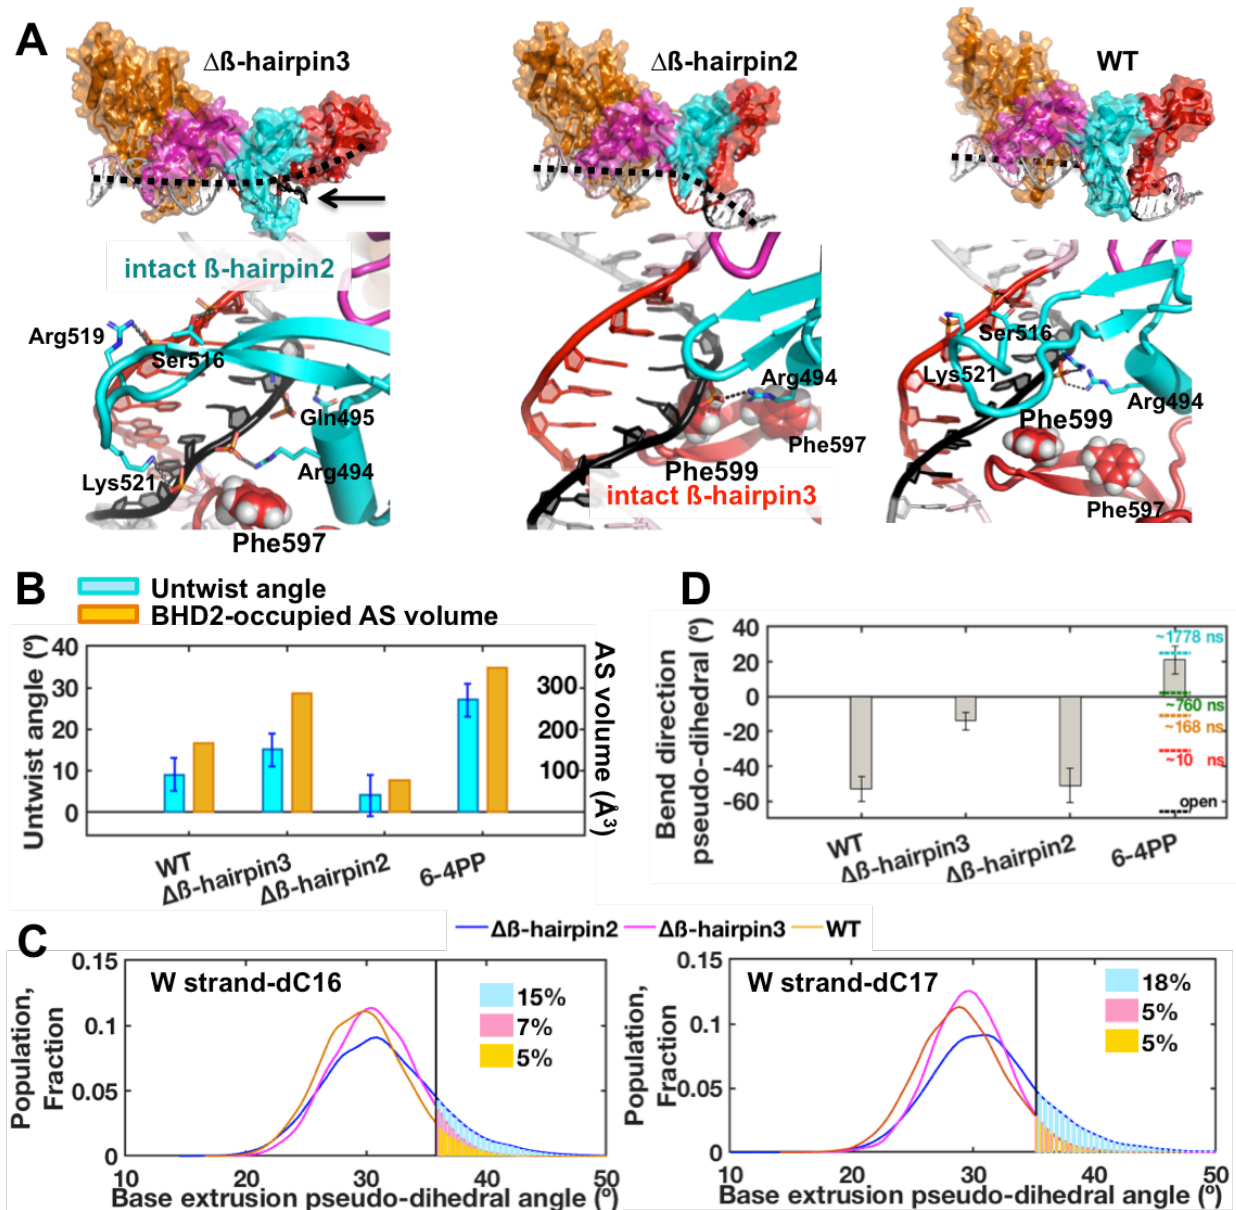 A
Δß-hairpin3
Δß-hairpin2
WT
intact ß-hairpin2
Arg519
Ser516
Gln495
Lys521
Arg494
Phe597
Arg494
Phe597
Phe599
intact ß-hairpin3
Ser516
Lys521
Arg494
Phe599
Phe597
B
Untwist angle
BHD2-occupied AS volume
Untwist angle (º)
40
30
20
10
0
AS volume (Å³)
300
200
100
WT
Δß-hairpin3
Δß-hairpin2
6-4PP
D
Bend direction
pseudo-dihedral (º)
40
20
0
-20
-40
-60
~1778 ns
~760 ns
~168 ns
~10 ns
open
WT
Δß-hairpin3
Δß-hairpin2
6-4PP
C
Δß-hairpin2
Δß-hairpin3
WT
W strand-dC16
Population,
Fraction
0.15
0.1
0.05
0
15%
7%
5%
10
20
30
40
50
Base extrusion pseudo-dihedral angle (º)
W strand-dC17
Population,
Fraction
0.15
0.1
0.05
0
18%
5%
5%
10
20
30
40
50
Base extrusion pseudo-dihedral angle (º)